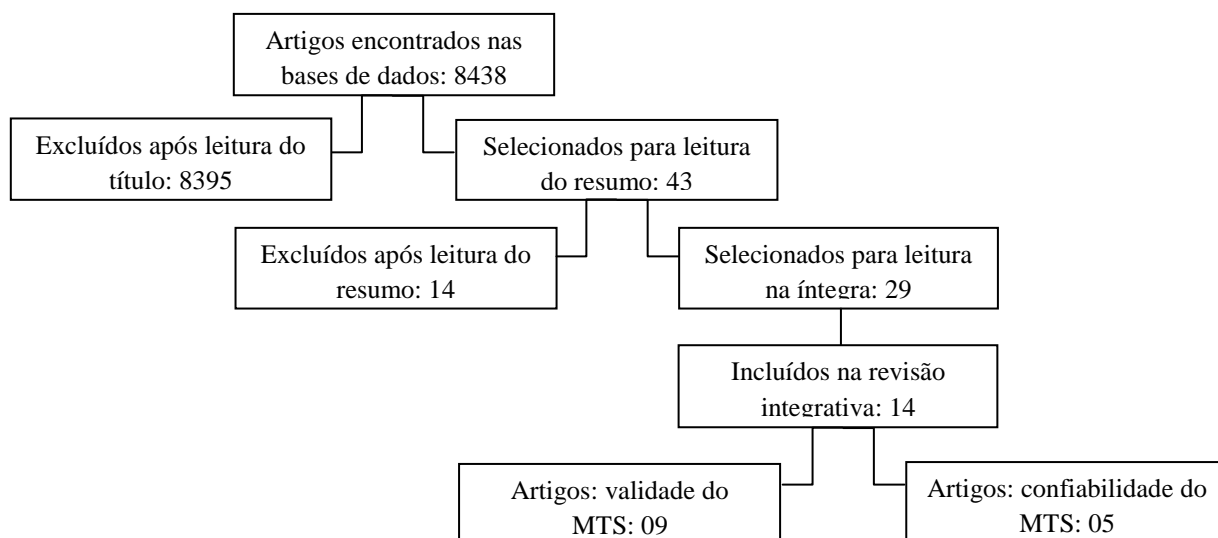 Artigos encontrados nas
bases de dados: 8438
Excluídos após leitura do
título: 8395
Selecionados para leitura
do resumo: 43
Excluídos após leitura do
resumo: 14
Selecionados para leitura
na íntegra: 29
Incluídos na revisão
integrativa: 14
Artigos: validade do
MTS: 09
Artigos: confiabilidade do
MTS: 05